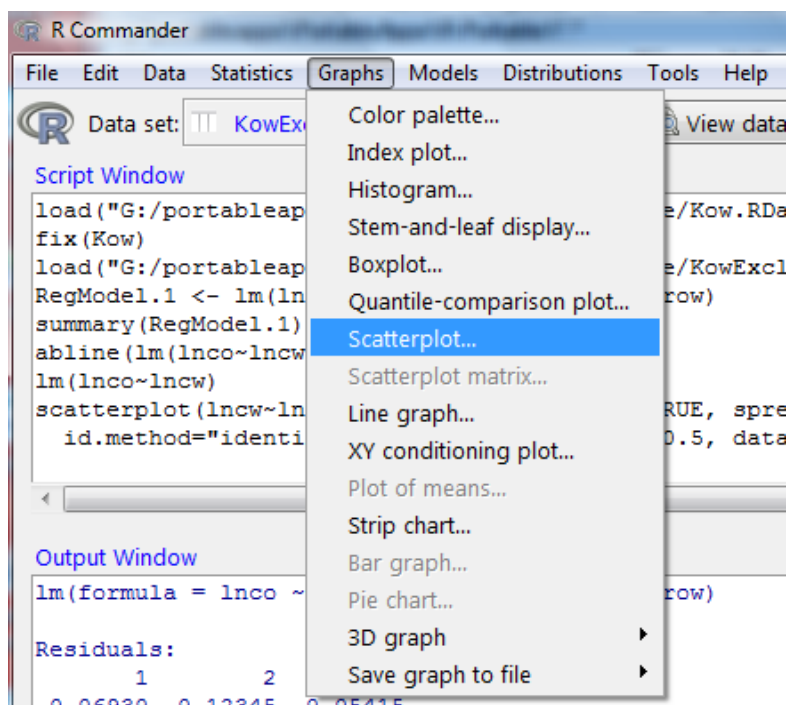 R Commander
File Edit Data Statistics Graphs Models Distributions Tools Help
Data set: KowEx View data
Script Window
load("G:/portableap e/Kow.RDa
fix(Kow)
load("G:/portableap e/KowExcl
RegModel.1 <- lm(ln row)
summary(RegModel.1)
abline(lm(lnco~lncw
lm(lnco~lncw)
scatterplot(lncw~ln RUE, spre
id.method="identi 0.5, data
Color palette...
Index plot...
Histogram...
Stem-and-leaf display...
Boxplot...
Quantile-comparison plot...
Scatterplot...
Scatterplot matrix...
Line graph...
XY conditioning plot...
Plot of means...
Strip chart...
Bar graph...
Pie chart...
3D graph
Save graph to file
Output Window
lm(formula = lnco ~ row)
Residuals:
1 2